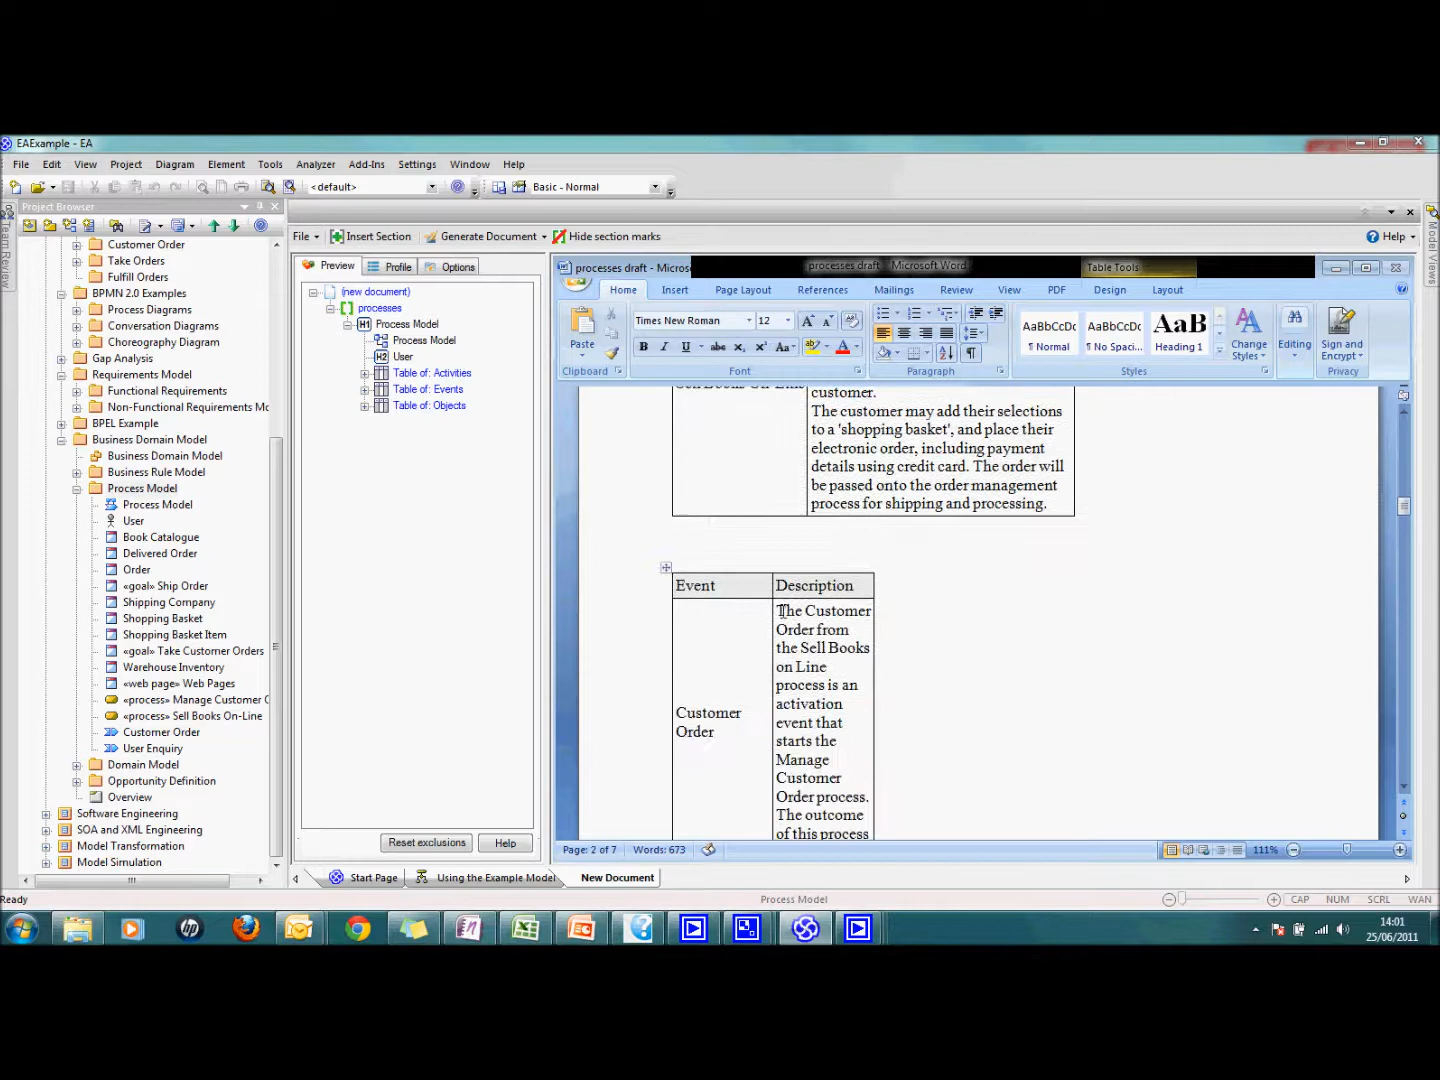 EAExample - EA
File Edit View Project Diagram Element Tools Analyzer Add-Ins Settings Window Help
<default> Basic - Normal
Project Browser
Team Review
Customer Order
Take Orders
Fulfill Orders
BPMN 2.0 Examples
Process Diagrams
Conversation Diagrams
Choreography Diagram
Gap Analysis
Requirements Model
Functional Requirements
Non-Functional Requirements Mo
BPEL Example
Business Domain Model
Business Domain Model
Business Rule Model
Process Model
Process Model
User
Book Catalogue
Delivered Order
Order
«goal» Ship Order
Shipping Company
Shopping Basket
Shopping Basket Item
«goal» Take Customer Orders
Warehouse Inventory
«web page» Web Pages
«process» Manage Customer O
«process» Sell Books On-Line
Customer Order
User Enquiry
Domain Model
Opportunity Definition
Overview
Software Engineering
SOA and XML Engineering
Model Transformation
Model Simulation
File Insert Section Generate Document Hide section marks Help
Preview Profile Options
(new document)
processes
H1 Process Model
Process Model
H2 User
Table of: Activities
Table of: Events
Table of: Objects
Reset exclusions Help
processes draft - Micros processes draft - Microsoft Word Table Tools
Home Insert Page Layout References Mailings Review View PDF Design Layout
Paste
Times New Roman 12
AaBbCcDc AaBbCcDc AaB
¶ Normal ¶ No Spaci... Heading 1
Change Styles
Editing
Sign and Encrypt
Clipboard Font Paragraph Styles Privacy
customer.
The customer may add their selections
to a 'shopping basket', and place their
electronic order, including payment
details using credit card. The order will
be passed onto the order management
process for shipping and processing.
Event Description
Customer
Order
The Customer
Order from
the Sell Books
on Line
process is an
activation
event that
starts the
Manage
Customer
Order process.
The outcome
of this process
Page: 2 of 7 Words: 673 111%
Model Views
Start Page Using the Example Model New Document
Ready Process Model CAP NUM SCRL WAN
14:01
25/06/2011